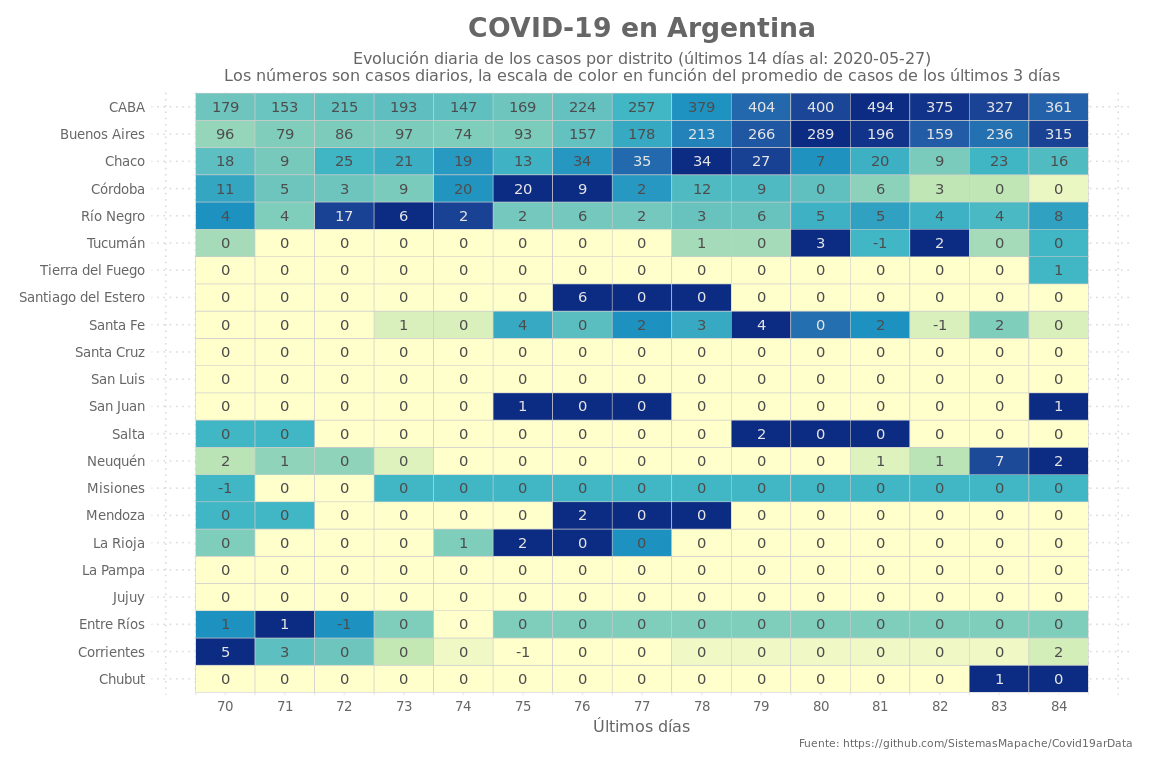 COVID-19 en Argentina
Evolución diaria de los casos por distrito (últimos 14 días al: 2020-05-27)
Los números son casos diarios, la escala de color en función del promedio de casos de los últimos 3 días
CABA 179 153 215 193 147 169 224 257 379 404 400 494 375 327 361
Buenos Aires 96 79 86 97 74 93 157 178 213 266 289 196 159 236 315
Chaco 18 9 25 21 19 13 34 35 34 27 7 20 9 23 16
Córdoba 11 5 3 9 20 20 9 2 12 9 0 6 3 0 0
Río Negro 4 4 17 6 2 2 6 2 3 6 5 5 4 4 8
Tucumán 0 0 0 0 0 0 0 0 1 0 3 -1 2 0 0
Tierra del Fuego 0 0 0 0 0 0 0 0 0 0 0 0 0 0 1
Santiago del Estero 0 0 0 0 0 0 6 0 0 0 0 0 0 0 0
Santa Fe 0 0 0 1 0 4 0 2 3 4 0 2 -1 2 0
Santa Cruz 0 0 0 0 0 0 0 0 0 0 0 0 0 0 0
San Luis 0 0 0 0 0 0 0 0 0 0 0 0 0 0 0
San Juan 0 0 0 0 0 1 0 0 0 0 0 0 0 0 1
Salta 0 0 0 0 0 0 0 0 0 2 0 0 0 0 0
Neuquén 2 1 0 0 0 0 0 0 0 0 0 1 1 7 2
Misiones -1 0 0 0 0 0 0 0 0 0 0 0 0 0 0
Mendoza 0 0 0 0 0 0 2 0 0 0 0 0 0 0 0
La Rioja 0 0 0 0 1 2 0 0 0 0 0 0 0 0 0
La Pampa 0 0 0 0 0 0 0 0 0 0 0 0 0 0 0
Jujuy 0 0 0 0 0 0 0 0 0 0 0 0 0 0 0
Entre Ríos 1 1 -1 0 0 0 0 0 0 0 0 0 0 0 0
Corrientes 5 3 0 0 0 -1 0 0 0 0 0 0 0 0 2
Chubut 0 0 0 0 0 0 0 0 0 0 0 0 0 1 0
70 71 72 73 74 75 76 77 78 79 80 81 82 83 84
Últimos días
Fuente: https://github.com/SistemasMapache/Covid19arData